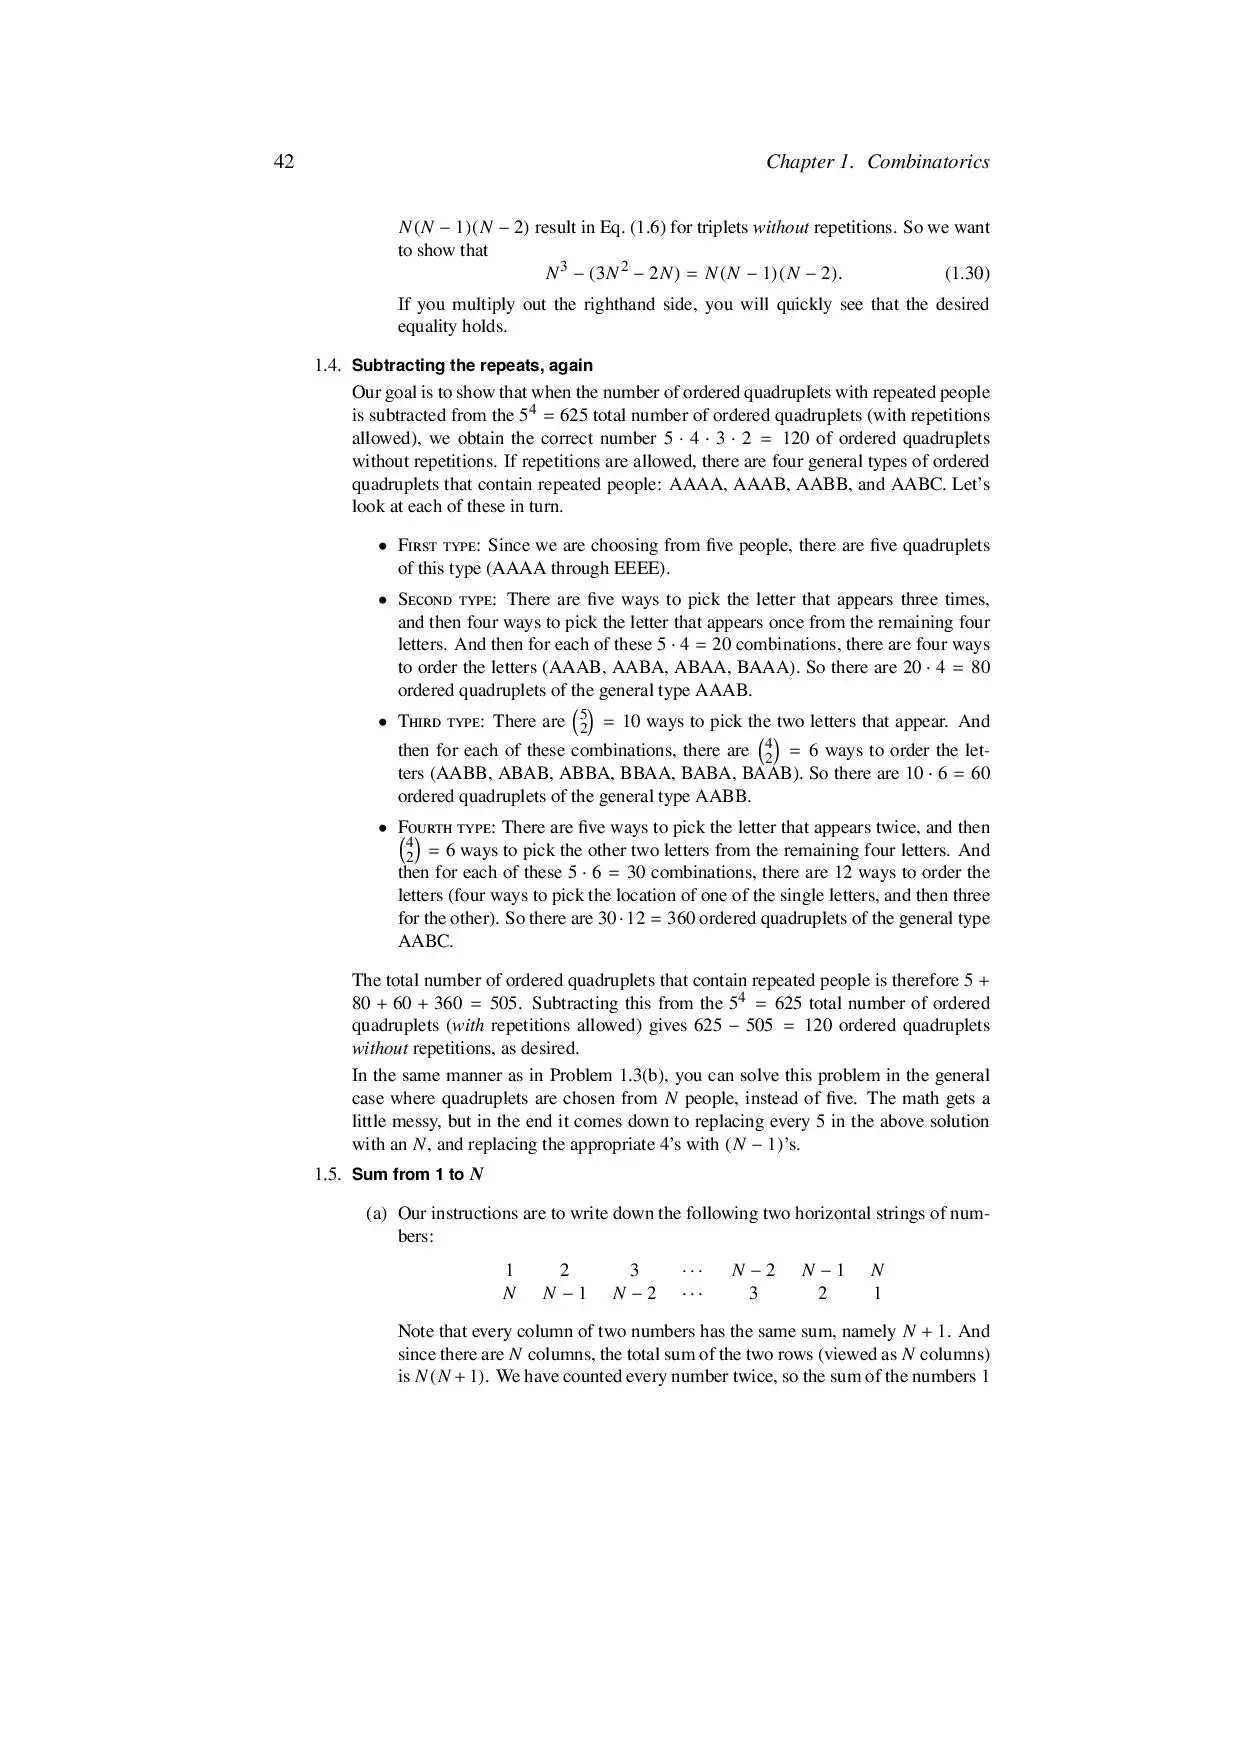 42 Chapter 1. Combinatorics
N(N − 1)(N − 2) result in Eq. (1.6) for triplets without repetitions. So we want
to show that
N³ − (3N² − 2N) = N(N − 1)(N − 2). (1.30)
If you multiply out the righthand side, you will quickly see that the desired
equality holds.
1.4. Subtracting the repeats, again
Our goal is to show that when the number of ordered quadruplets with repeated people
is subtracted from the 5⁴ = 625 total number of ordered quadruplets (with repetitions
allowed), we obtain the correct number 5 · 4 · 3 · 2 = 120 of ordered quadruplets
without repetitions. If repetitions are allowed, there are four general types of ordered
quadruplets that contain repeated people: AAAA, AAAB, AABB, and AABC. Let’s
look at each of these in turn.
• First type: Since we are choosing from five people, there are five quadruplets
of this type (AAAA through EEEE).
• Second type: There are five ways to pick the letter that appears three times,
and then four ways to pick the letter that appears once from the remaining four
letters. And then for each of these 5 · 4 = 20 combinations, there are four ways
to order the letters (AAAB, AABA, ABAA, BAAA). So there are 20 · 4 = 80
ordered quadruplets of the general type AAAB.
• Third type: There are (5 2) = 10 ways to pick the two letters that appear. And
then for each of these combinations, there are (4 2) = 6 ways to order the let-
ters (AABB, ABAB, ABBA, BBAA, BABA, BAAB). So there are 10 · 6 = 60
ordered quadruplets of the general type AABB.
• Fourth type: There are five ways to pick the letter that appears twice, and then
(4 2) = 6 ways to pick the other two letters from the remaining four letters. And
then for each of these 5 · 6 = 30 combinations, there are 12 ways to order the
letters (four ways to pick the location of one of the single letters, and then three
for the other). So there are 30 · 12 = 360 ordered quadruplets of the general type
AABC.
The total number of ordered quadruplets that contain repeated people is therefore 5 +
80 + 60 + 360 = 505. Subtracting this from the 5⁴ = 625 total number of ordered
quadruplets (with repetitions allowed) gives 625 − 505 = 120 ordered quadruplets
without repetitions, as desired.
In the same manner as in Problem 1.3(b), you can solve this problem in the general
case where quadruplets are chosen from N people, instead of five. The math gets a
little messy, but in the end it comes down to replacing every 5 in the above solution
with an N, and replacing the appropriate 4’s with (N − 1)’s.
1.5. Sum from 1 to N
(a) Our instructions are to write down the following two horizontal strings of num-
bers:
1 2 3 ··· N − 2 N − 1 N
N N − 1 N − 2 ··· 3 2 1
Note that every column of two numbers has the same sum, namely N + 1. And
since there are N columns, the total sum of the two rows (viewed as N columns)
is N(N + 1). We have counted every number twice, so the sum of the numbers 1